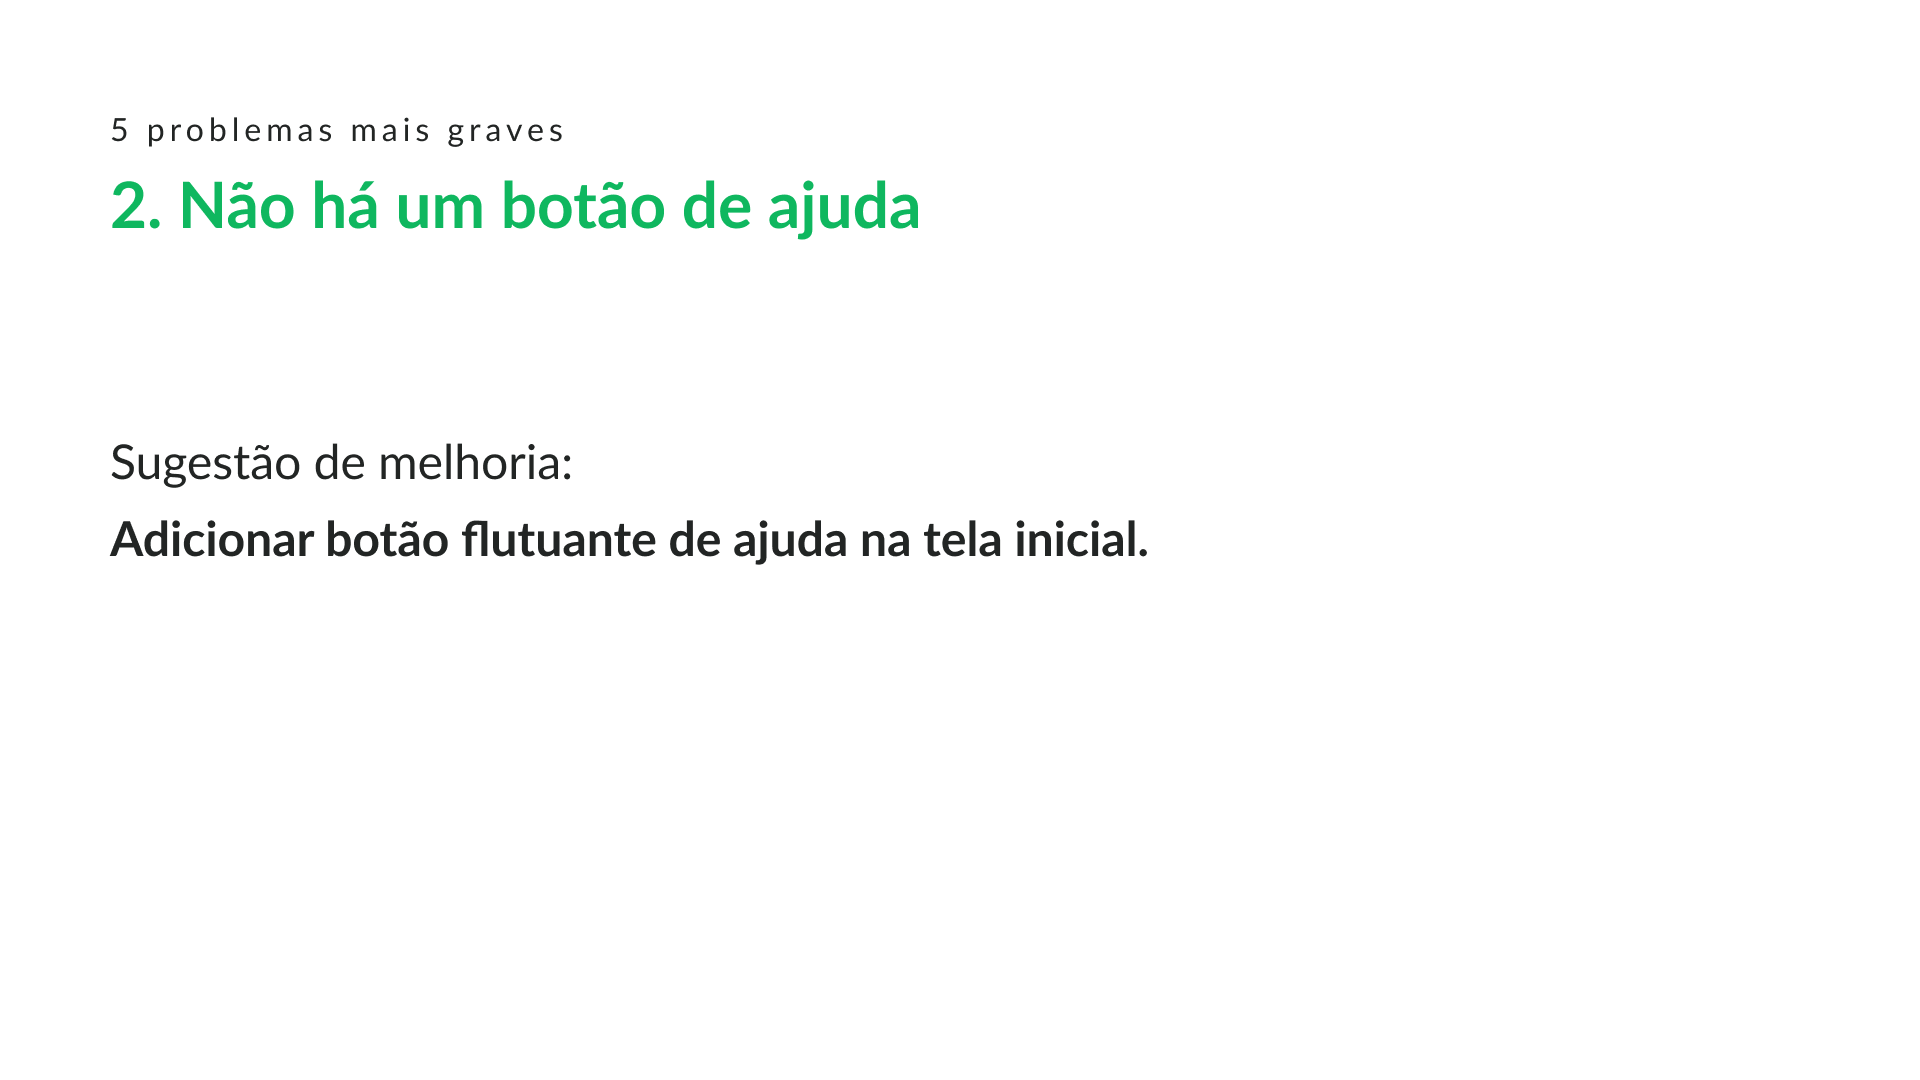 5 problemas mais graves
2. Não há um botão de ajuda
Sugestão de melhoria:
Adicionar botão flutuante de ajuda na tela inicial.